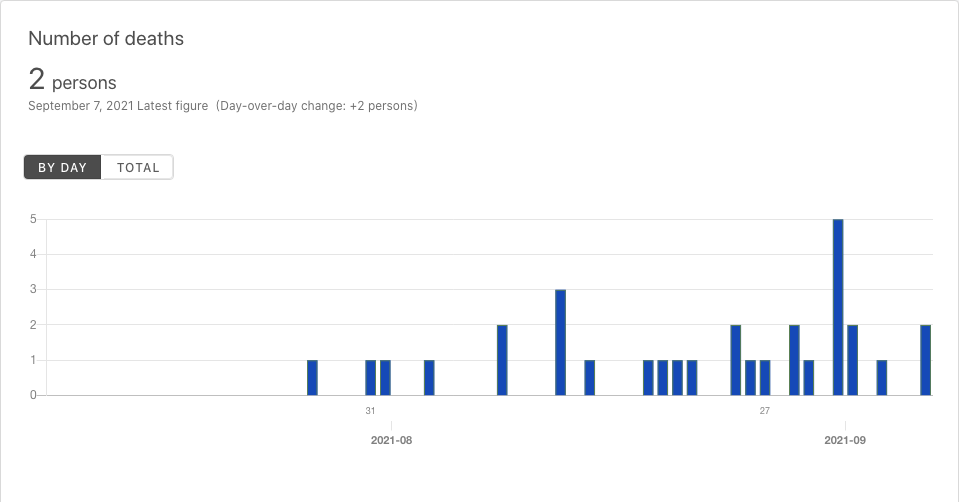 Number of deaths
2 persons
September 7, 2021 Latest figure (Day-over-day change: +2 persons)
BY DAY TOTAL
5
4
3
2
1
0
31 27
2021-08 2021-09